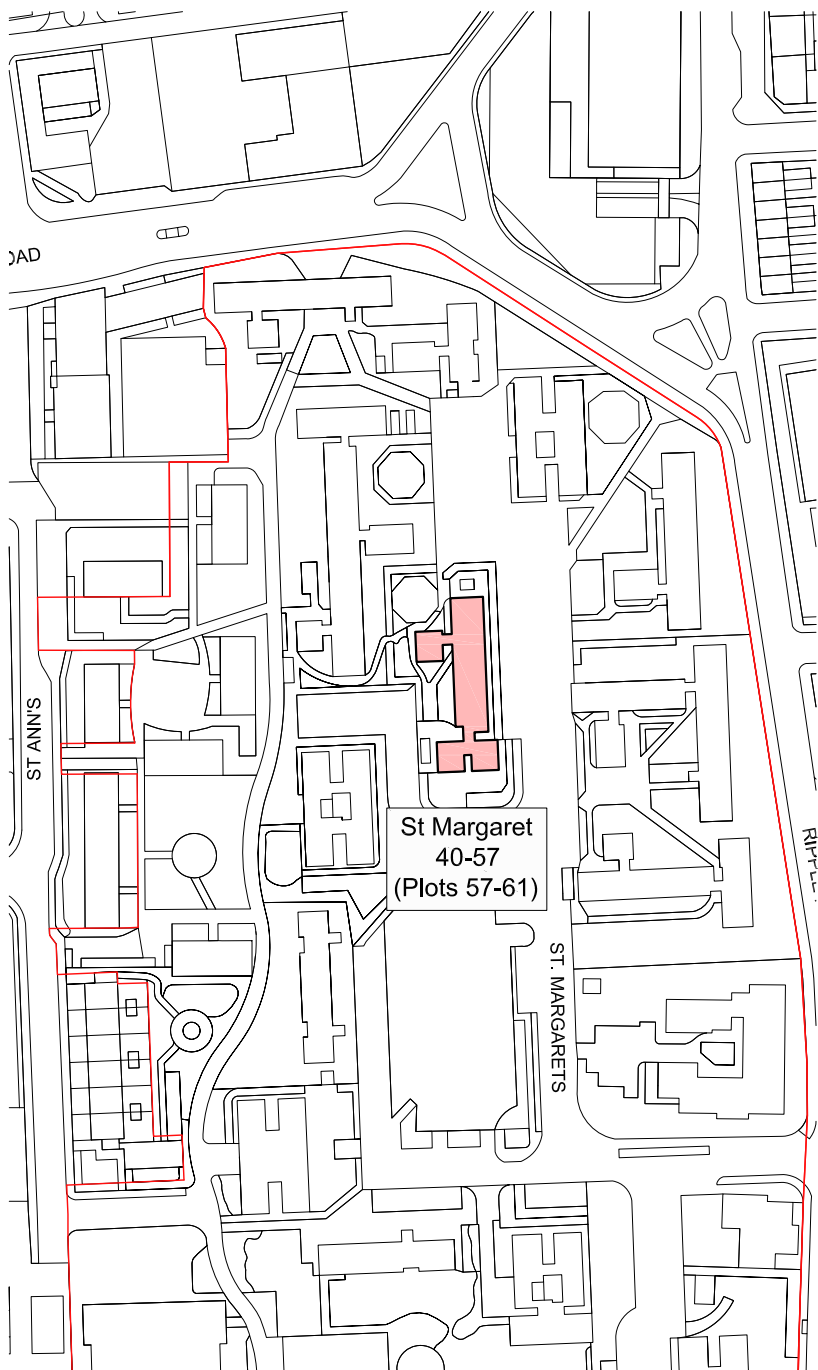 OAD
ST ANN'S
St Margaret
40-57
(Plots 57-61)
RIPPLE
ST. MARGARETS